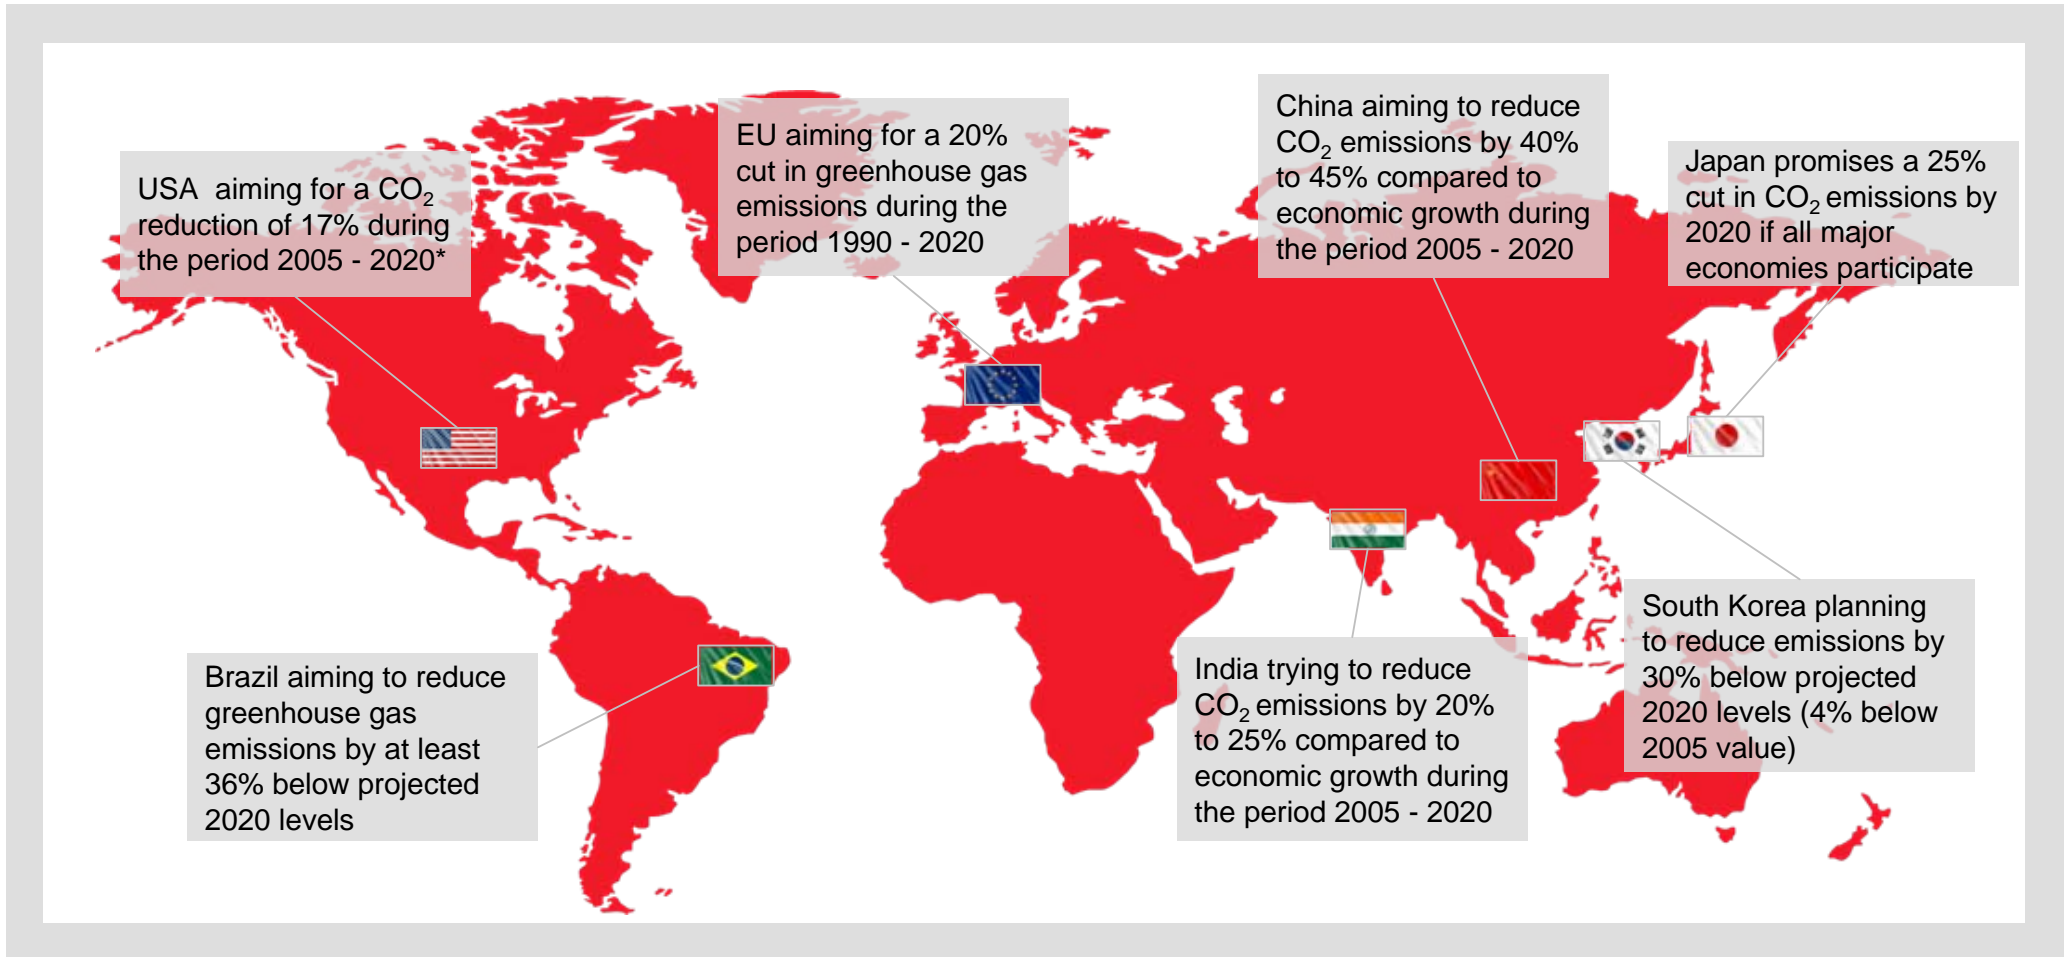 USA  aiming for a CO₂
reduction of 17% during
the period 2005 - 2020*
EU aiming for a 20%
cut in greenhouse gas
emissions during the
period 1990 - 2020
China aiming to reduce
CO₂ emissions by 40%
to 45% compared to
economic growth during
the period 2005 - 2020
Japan promises a 25%
cut in CO₂ emissions by
2020 if all major
economies participate
Brazil aiming to reduce
greenhouse gas
emissions by at least
36% below projected
2020 levels
India trying to reduce
CO₂ emissions by 20%
to 25% compared to
economic growth during
the period 2005 - 2020
South Korea planning
to reduce emissions by
30% below projected
2020 levels (4% below
2005 value)